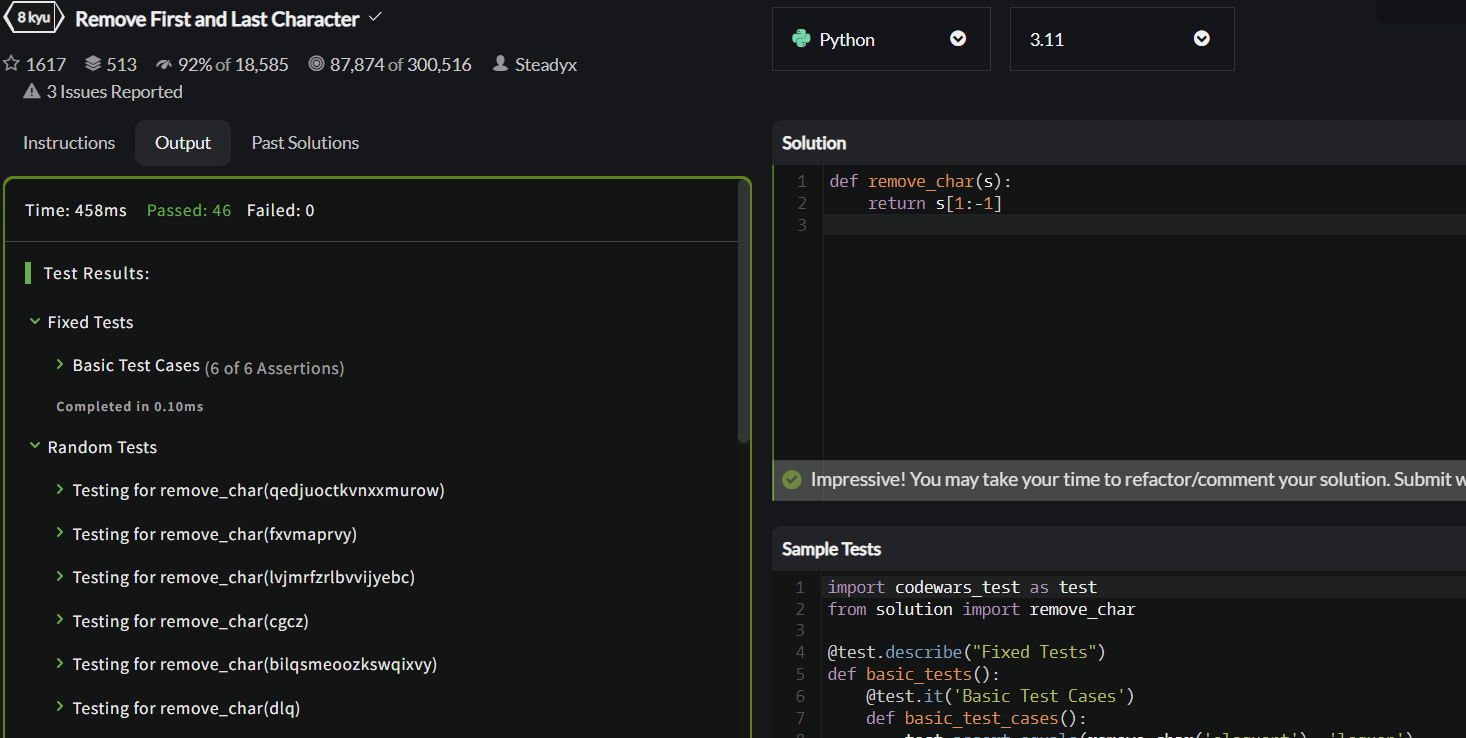 8 kyu Remove First and Last Character
1617 513 92% of 18,585 87,874 of 300,516 Steadyx
3 Issues Reported
Instructions Output Past Solutions
Time: 458ms Passed: 46 Failed: 0
Test Results:
Fixed Tests
Basic Test Cases (6 of 6 Assertions)
Completed in 0.10ms
Random Tests
Testing for remove_char(qedjuoctkvnxxmurow)
Testing for remove_char(fxvmaprvy)
Testing for remove_char(lvjmrfzrlbvvijyebc)
Testing for remove_char(cgcz)
Testing for remove_char(bilqsmeoozkswqixvy)
Testing for remove_char(dlq)
Python 3.11
Solution
1 def remove_char(s):
2 return s[1:-1]
3
Impressive! You may take your time to refactor/comment your solution. Submit w
Sample Tests
1 import codewars_test as test
2 from solution import remove_char
3
4 @test.describe("Fixed Tests")
5 def basic_tests():
6 @test.it('Basic Test Cases')
7 def basic_test_cases():